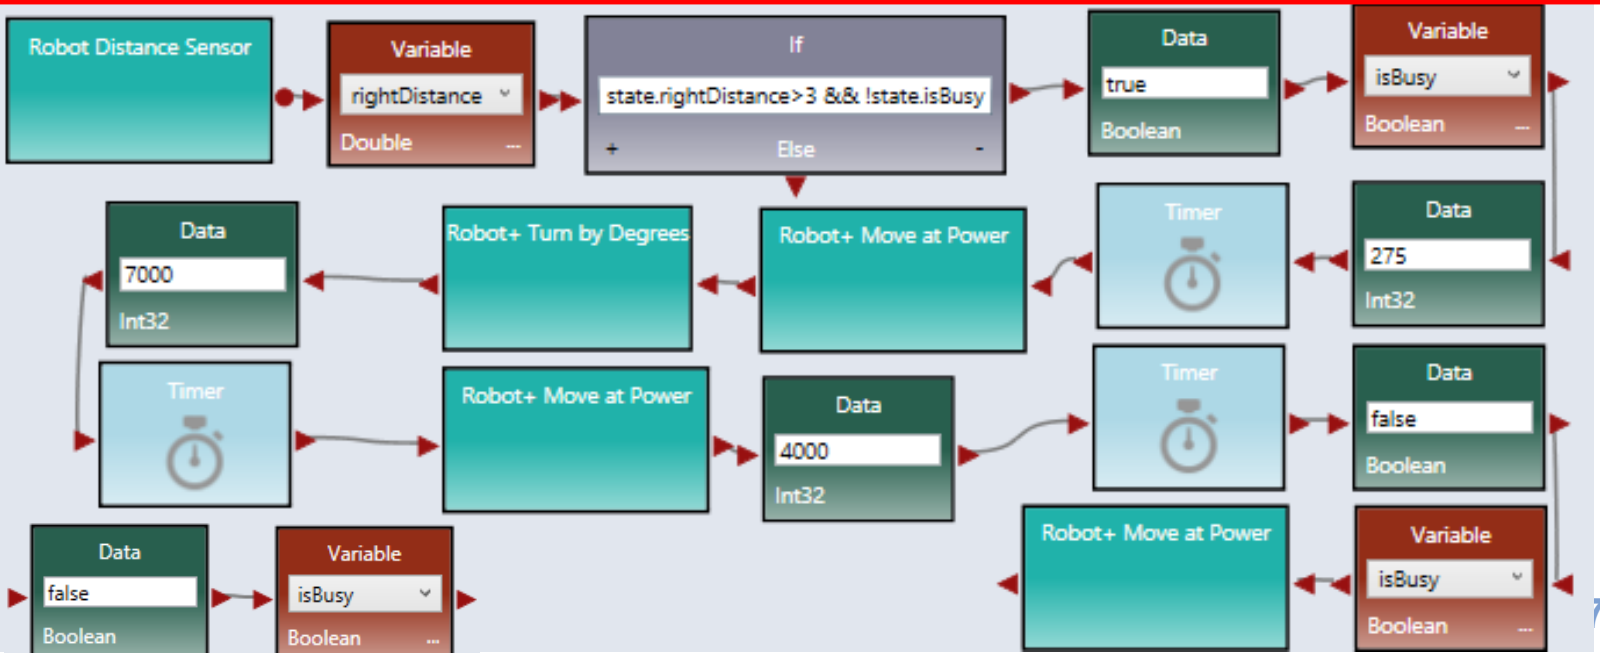 Robot Distance Sensor
Variable
rightDistance
Double
...
If
state.rightDistance>3 && !state.isBusy
+ Else -
Data
true
Boolean
Variable
isBusy
Boolean
...
Data
275
Int32
Timer
Robot+ Move at Power
Robot+ Turn by Degrees
Data
7000
Int32
Timer
Robot+ Move at Power
Data
4000
Int32
Timer
Data
false
Boolean
Variable
isBusy
Boolean
...
Robot+ Move at Power
Data
false
Boolean
Variable
isBusy
Boolean
...